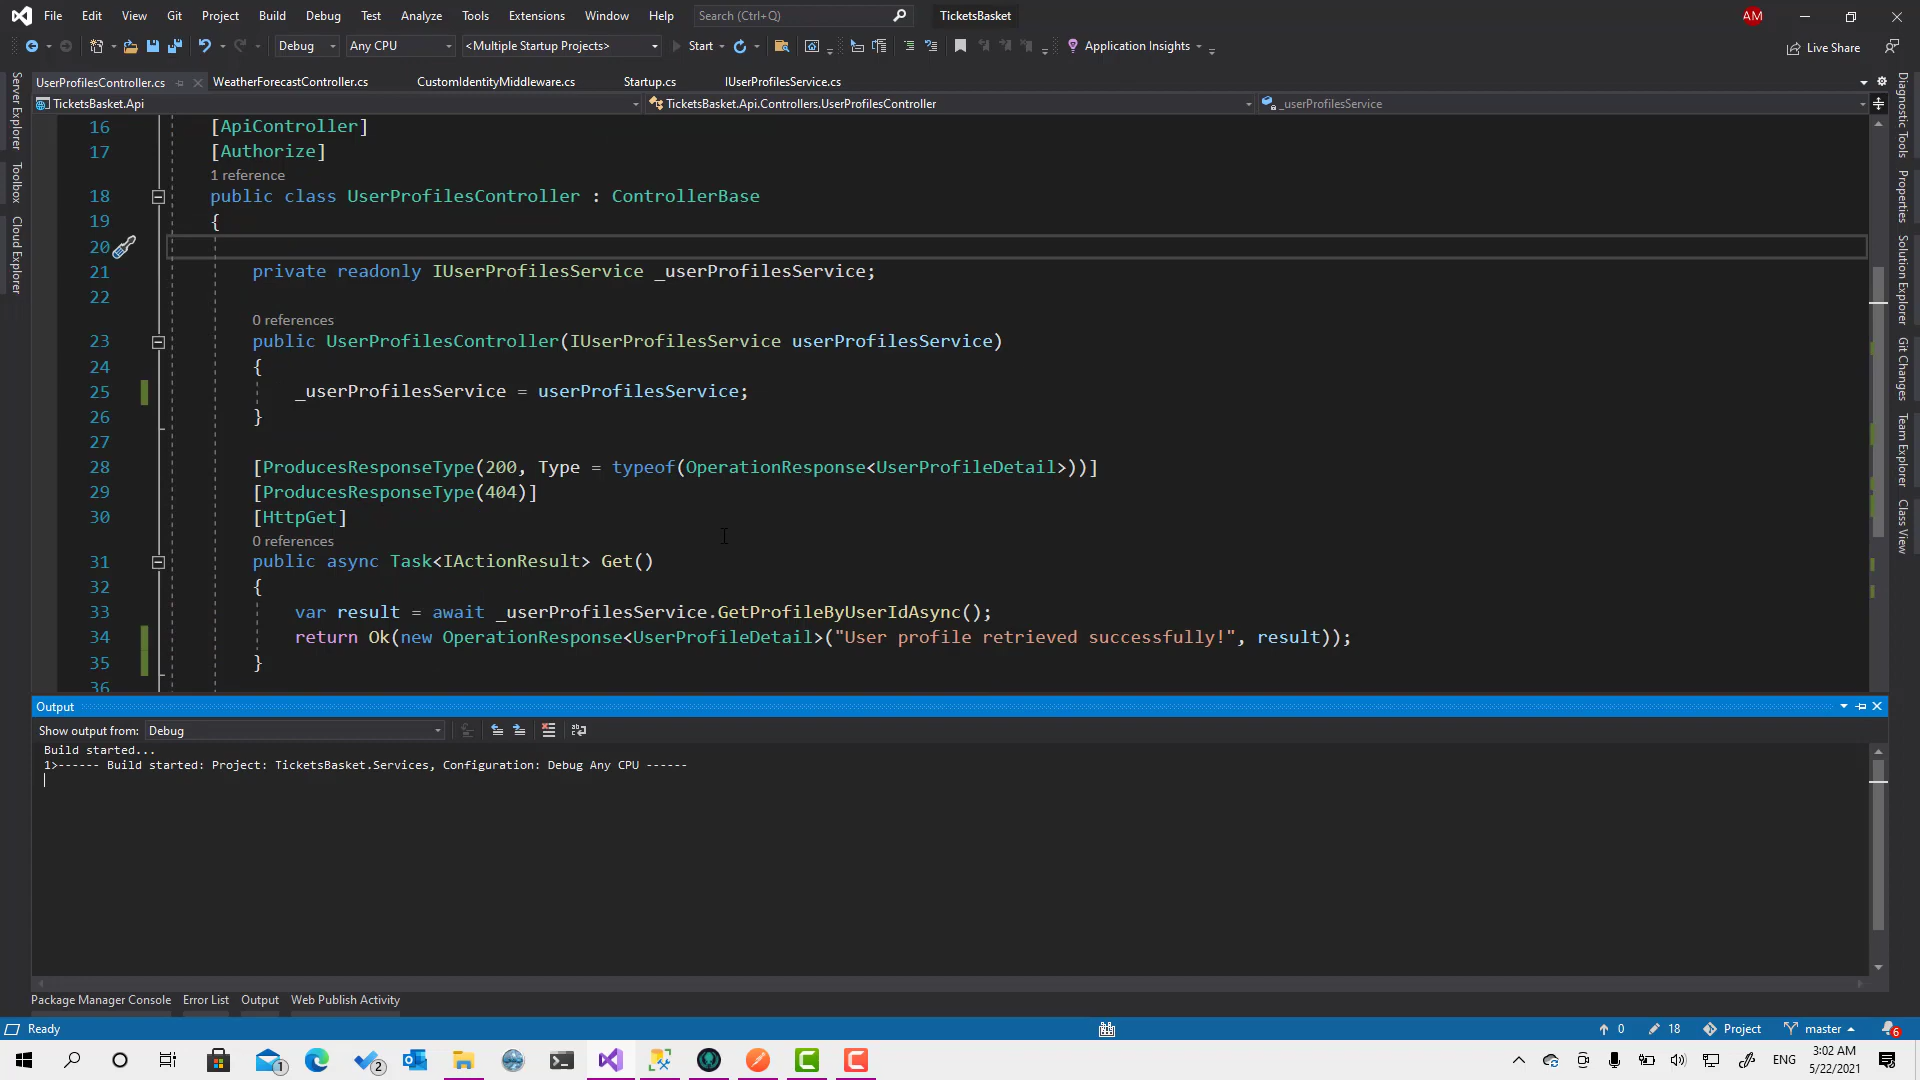 File Edit View Git Project Build Debug Test Analyze Tools Extensions Window Help Search (Ctrl+Q) TicketsBasket AM
Debug Any CPU <Multiple Startup Projects> Start Application Insights Live Share
UserProfilesController.cs WeatherForecastController.cs CustomIdentityMiddleware.cs Startup.cs IUserProfilesService.cs
TicketsBasket.Api TicketsBasket.Api.Controllers.UserProfilesController _userProfilesService
16 [ApiController]
17 [Authorize]
1 reference
18 public class UserProfilesController : ControllerBase
19 {
20
21 private readonly IUserProfilesService _userProfilesService;
22
0 references
23 public UserProfilesController(IUserProfilesService userProfilesService)
24 {
25 _userProfilesService = userProfilesService;
26 }
27
28 [ProducesResponseType(200, Type = typeof(OperationResponse<UserProfileDetail>))]
29 [ProducesResponseType(404)]
30 [HttpGet]
0 references
31 public async Task<IActionResult> Get()
32 {
33 var result = await _userProfilesService.GetProfileByUserIdAsync();
34 return Ok(new OperationResponse<UserProfileDetail>("User profile retrieved successfully!", result));
35 }
36
Server Explorer
Toolbox
Cloud Explorer
Diagnostic Tools
Properties
Solution Explorer
Git Changes
Team Explorer
Class View
Output
Show output from: Debug
Build started...
1>------ Build started: Project: TicketsBasket.Services, Configuration: Debug Any CPU ------
Package Manager Console Error List Output Web Publish Activity
Ready 0 18 Project master 6
1 2 ENG 3:02 AM
5/22/2021